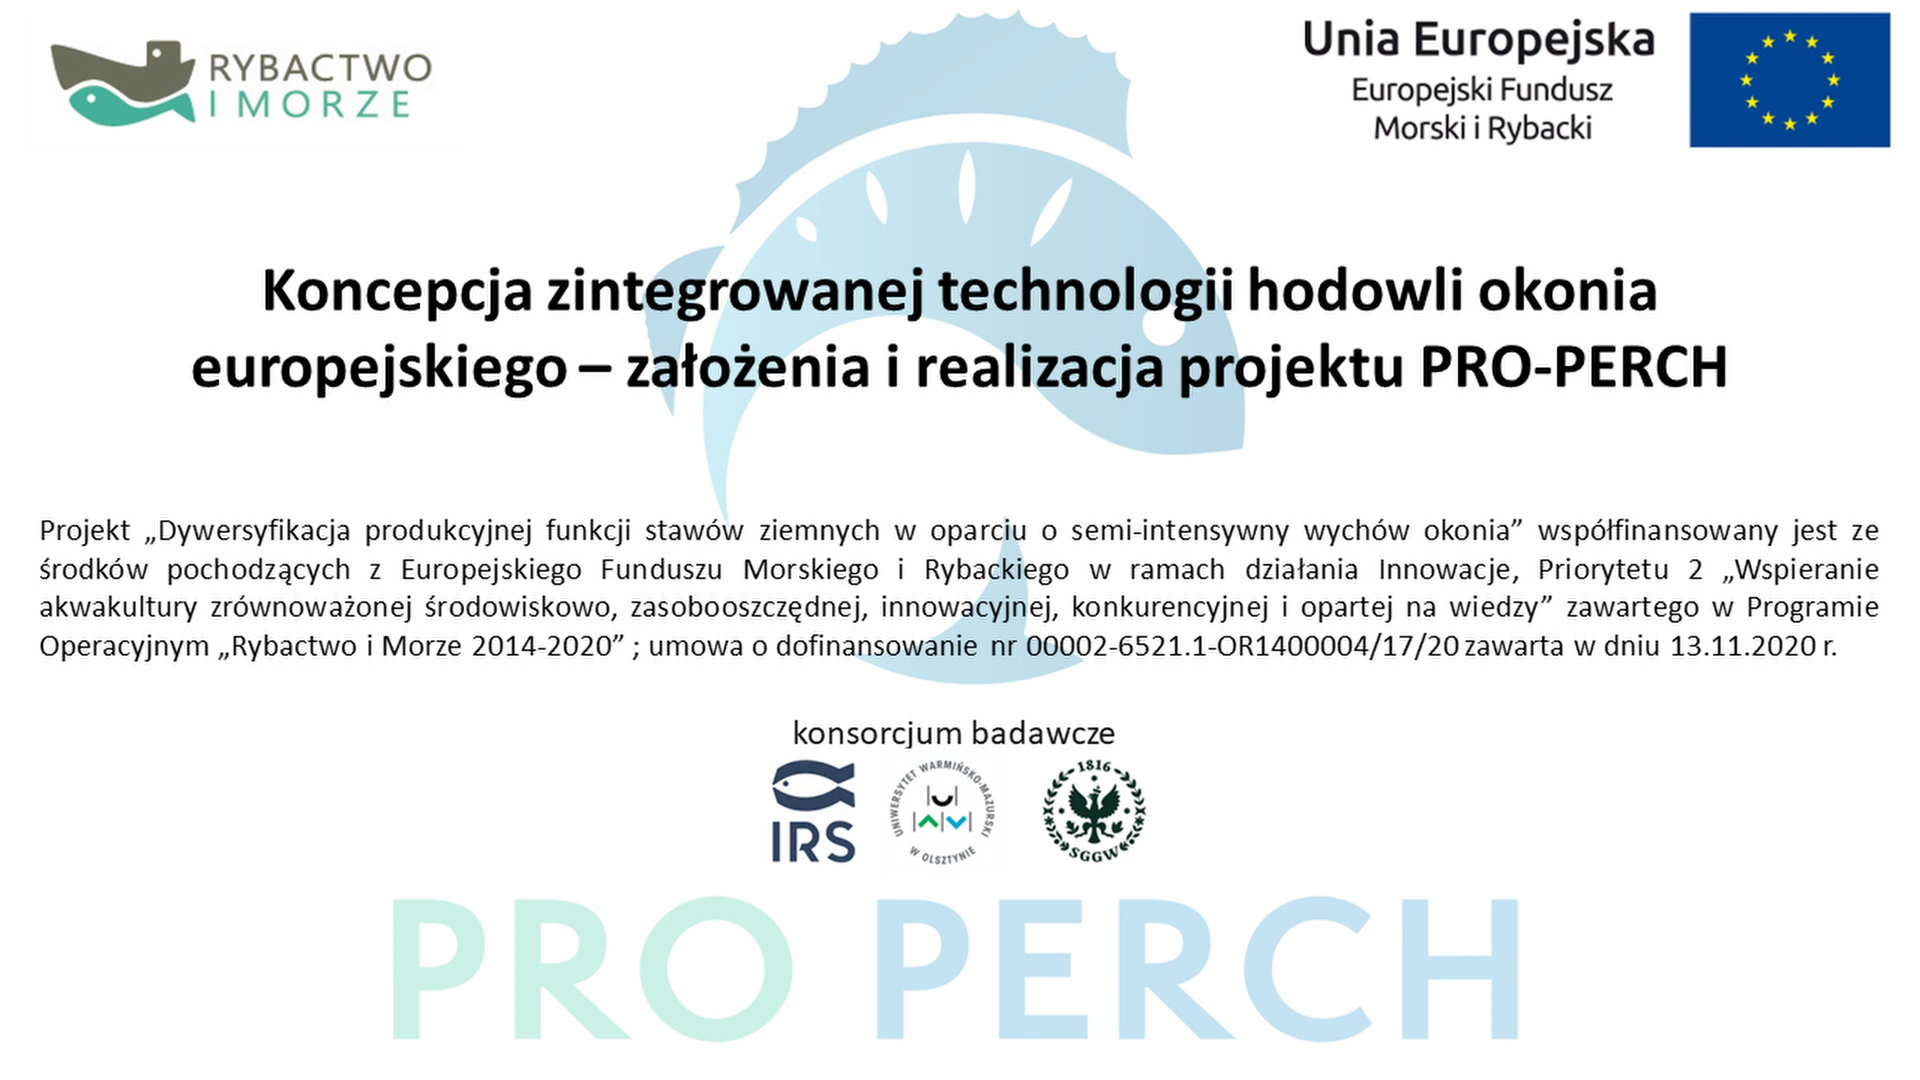 RYBACTWO
I MORZE
Unia Europejska
Europejski Fundusz
Morski i Rybacki
Koncepcja zintegrowanej technologii hodowli okonia
europejskiego – założenia i realizacja projektu PRO-PERCH
Projekt „Dywersyfikacja produkcyjnej funkcji stawów ziemnych w oparciu o semi-intensywny wychów okonia” współfinansowany jest ze
środków pochodzących z Europejskiego Funduszu Morskiego i Rybackiego w ramach działania Innowacje, Priorytetu 2 „Wspieranie
akwakultury zrównoważonej środowiskowo, zasobooszczędnej, innowacyjnej, konkurencyjnej i opartej na wiedzy” zawartego w Programie
Operacyjnym „Rybactwo i Morze 2014-2020” ; umowa o dofinansowanie nr 00002-6521.1-OR1400004/17/20 zawarta w dniu 13.11.2020 r.
konsorcjum badawcze
IRS
UNIWERSYTET WARMIŃSKO-MAZURSKI
W OLSZTYNIE
1816
SGGW
PRO PERCH